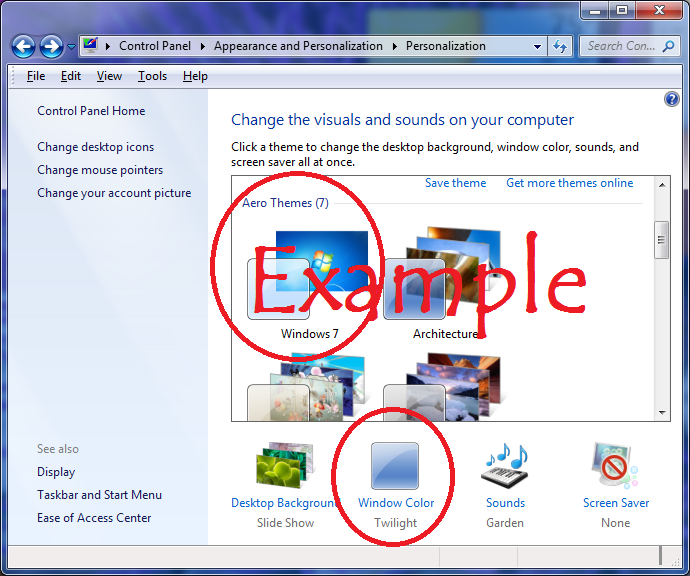 Control Panel Appearance and Personalization Personalization
Search Con...
File Edit View Tools Help
Control Panel Home
Change desktop icons
Change mouse pointers
Change your account picture
See also
Display
Taskbar and Start Menu
Ease of Access Center
Change the visuals and sounds on your computer
Click a theme to change the desktop background, window color, sounds, and
screen saver all at once.
Save theme Get more themes online
Aero Themes (7)
Example
Windows 7 Architecture
Desktop Background Window Color Sounds Screen Saver
Slide Show Twilight Garden None